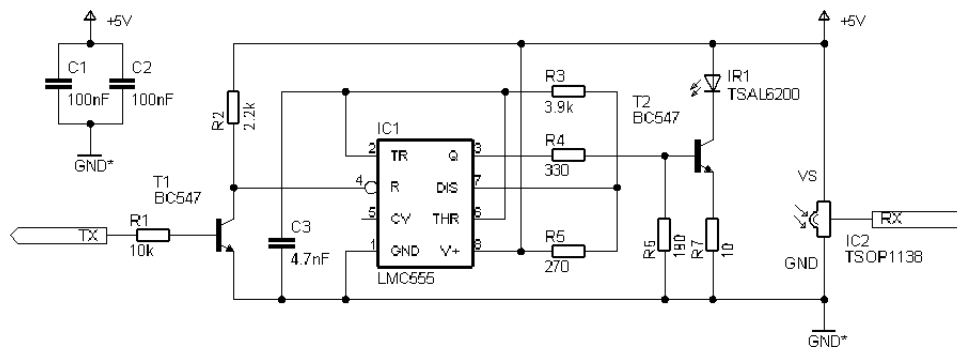 +5V
C1
100nF
C2
100nF
GND*
R2
2.2k
T1
BC547
TX
R1
10k
C3
4.7nF
IC1
2
TR
Q
3
4
R
DIS
7
5
CV
THR
6
1
GND
V+
8
LMC555
R3
3.9k
R4
330
R5
270
T2
BC547
R6
180
R7
10
IR1
TSAL6200
+5V
VS
RX
IC2
TSOP1138
GND
GND*